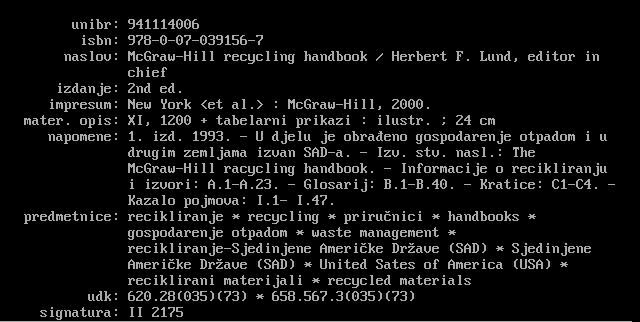 unibr: 941114006
isbn: 978-0-07-039156-7
naslov: McGraw-Hill recycling handbook / Herbert F. Lund, editor in
chief
izdanje: 2nd ed.
impresum: New York <et al.> : McGraw-Hill, 2000.
mater. opis: XI, 1200 + tabelarni prikazi : ilustr. ; 24 cm
napomene: 1. izd. 1993. - U djelu je obrađeno gospodarenje otpadom i u
drugim zemljama izvan SAD-a. - Izv. stv. nasl.: The
McGraw-Hill racycling handbook. - Informacije o recikliranju
i izvori: A.1-A.23. - Glosarij: B.1-B.40. - Kratice: C1-C4. -
Kazalo pojmova: I.1- I.47.
predmetnice: recikliranje * recycling * priručnici * handbooks *
gospodarenje otpadom * waste management *
recikliranje-Sjedinjene Američke Države (SAD) * Sjedinjene
Američke Države (SAD) * United Sates of America (USA) *
reciklirani materijali * recycled materials
udk: 620.28(035)(73) * 658.567.3(035)(73)
signatura: II 2175